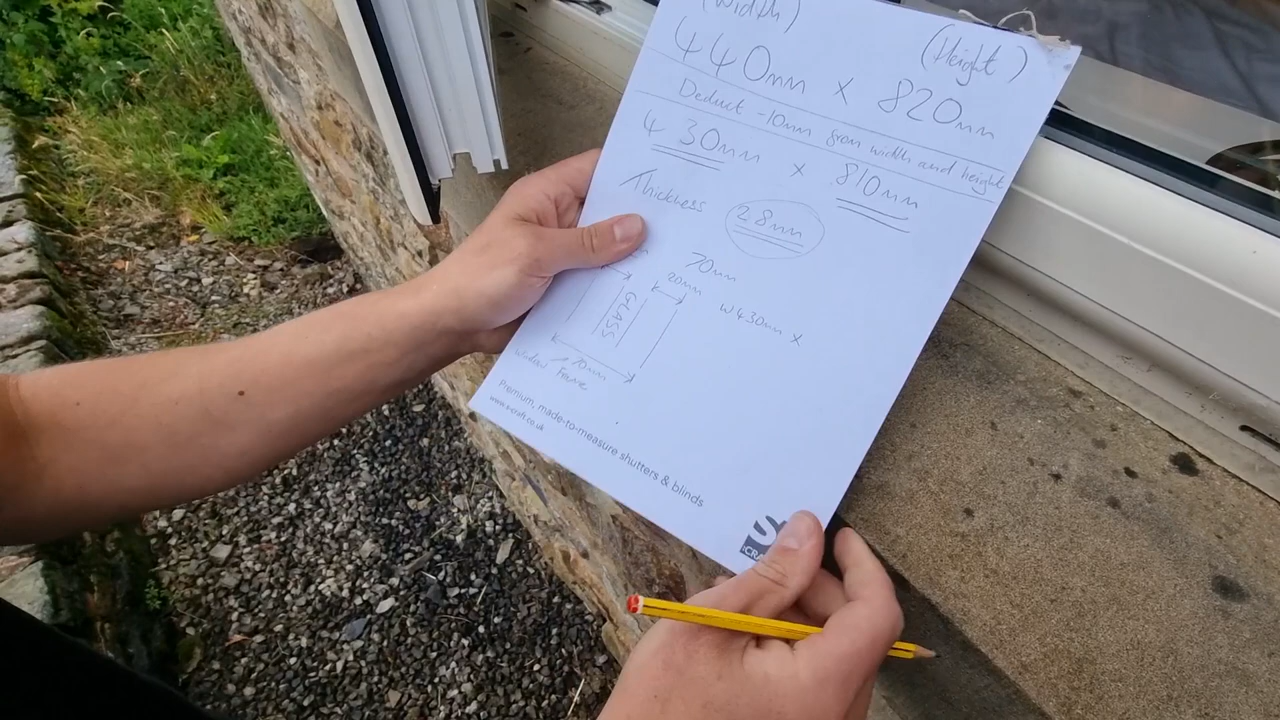 (Width) (Height)
440mm x 820mm
Deduct -10mm from width and height
430mm x 810mm
Thickness 28mm
70mm
20mm
W430mm x
GLASS
70mm
Window Frame
Premium, made-to-measure shutters & blinds
www.s-craft.co.uk